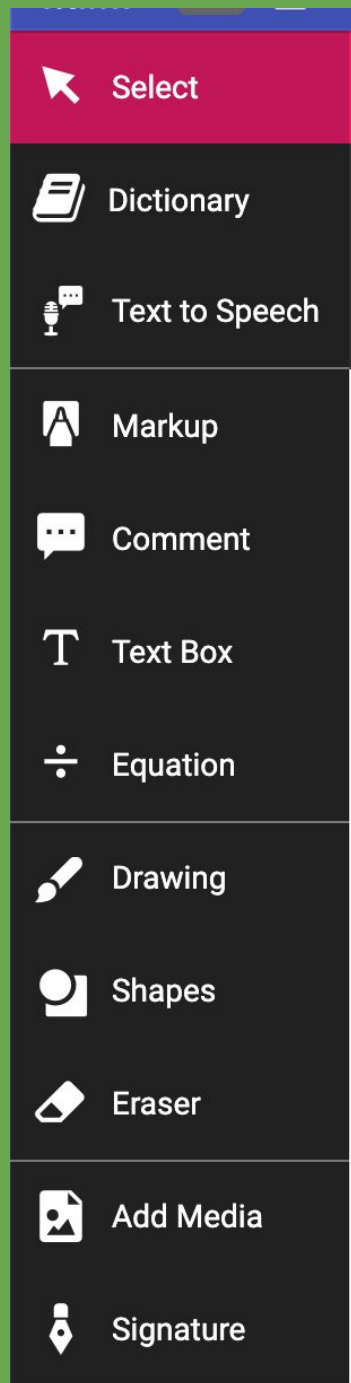 Select
Dictionary
Text to Speech
Markup
Comment
Text Box
Equation
Drawing
Shapes
Eraser
Add Media
Signature